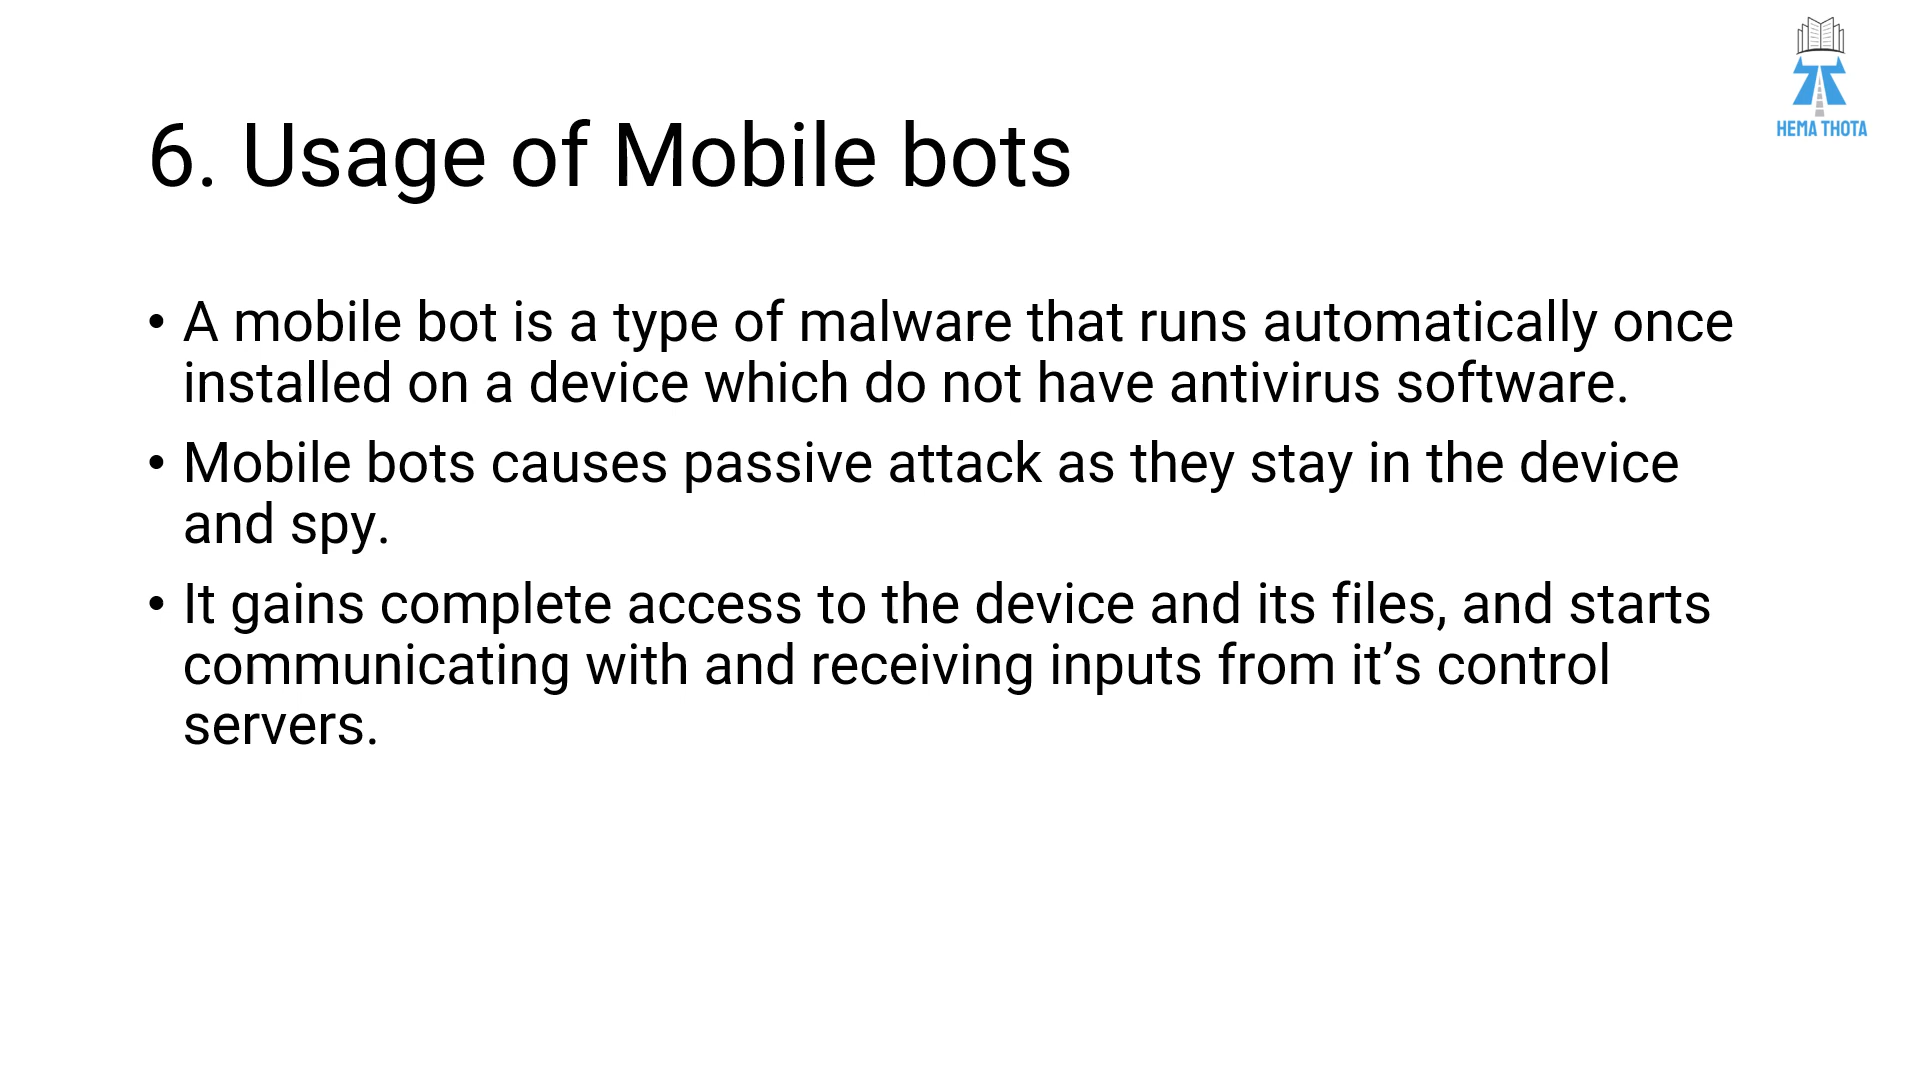 HEMA THOTA
6. Usage of Mobile bots
• A mobile bot is a type of malware that runs automatically once
installed on a device which do not have antivirus software.
• Mobile bots causes passive attack as they stay in the device
and spy.
• It gains complete access to the device and its files, and starts
communicating with and receiving inputs from it’s control
servers.